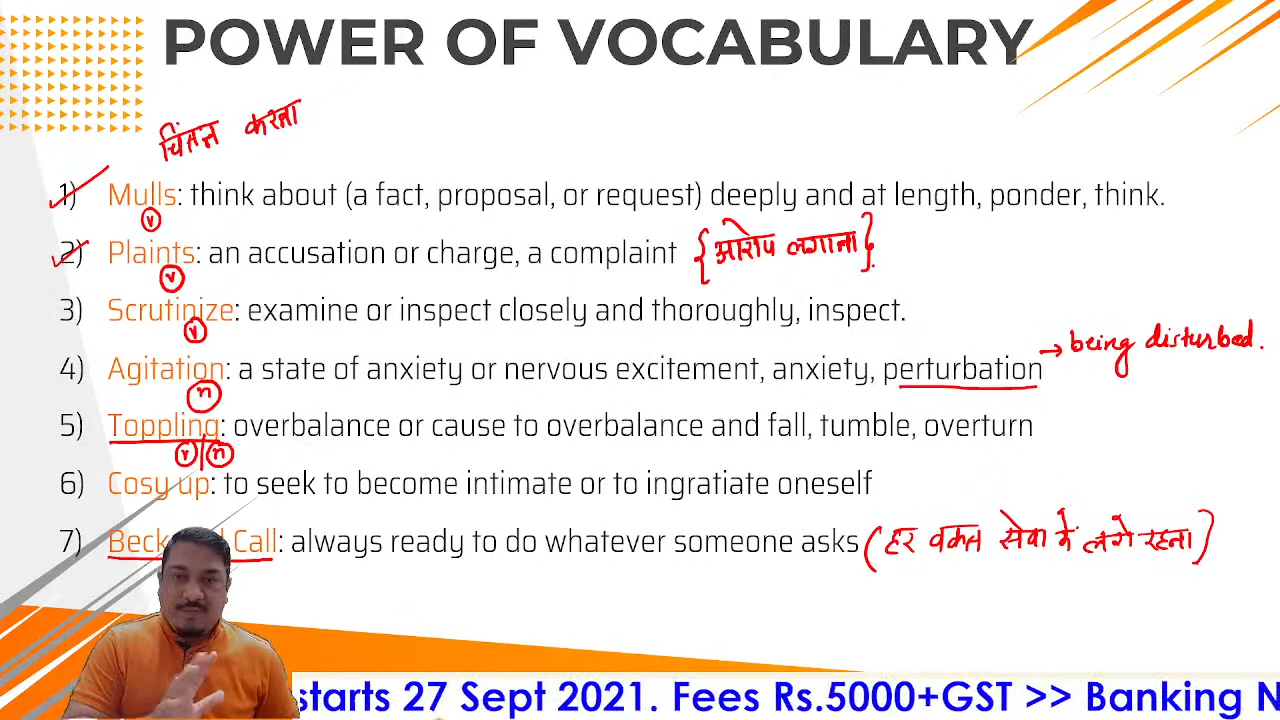 POWER OF VOCABULARY
चिंतन करना
1) Mulls: think about (a fact, proposal, or request) deeply and at length, ponder, think.
v
2) Plaints: an accusation or charge, a complaint {आरोप लगाना}
v
3) Scrutinize: examine or inspect closely and thoroughly, inspect.
v
4) Agitation: a state of anxiety or nervous excitement, anxiety, perturbation → being disturbed.
n
5) Toppling: overbalance or cause to overbalance and fall, tumble, overturn
v/n
6) Cosy up: to seek to become intimate or to ingratiate oneself
7) Beck Call: always ready to do whatever someone asks (हर वक्त सेवा में लगे रहना)
starts 27 Sept 2021. Fees Rs.5000+GST >> Banking N